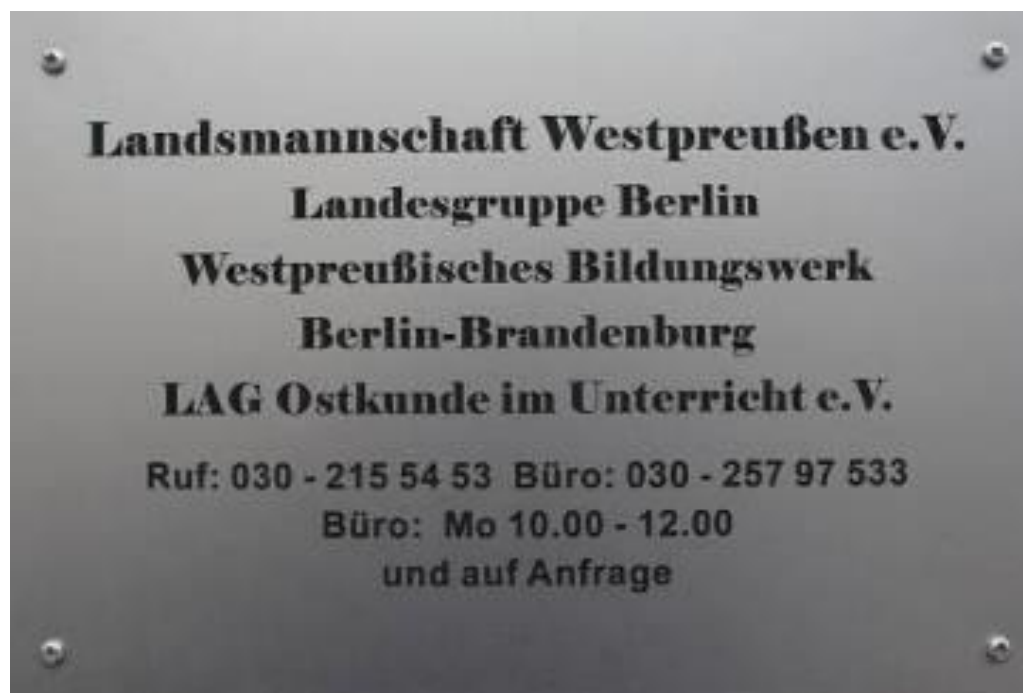 Landsmannschaft Westpreußen e.V.
Landesgruppe Berlin
Westpreußisches Bildungswerk
Berlin-Brandenburg
LAG Ostkunde im Unterricht e.V.
Ruf: 030 - 215 54 53 Büro: 030 - 257 97 533
Büro: Mo 10.00 - 12.00
und auf Anfrage